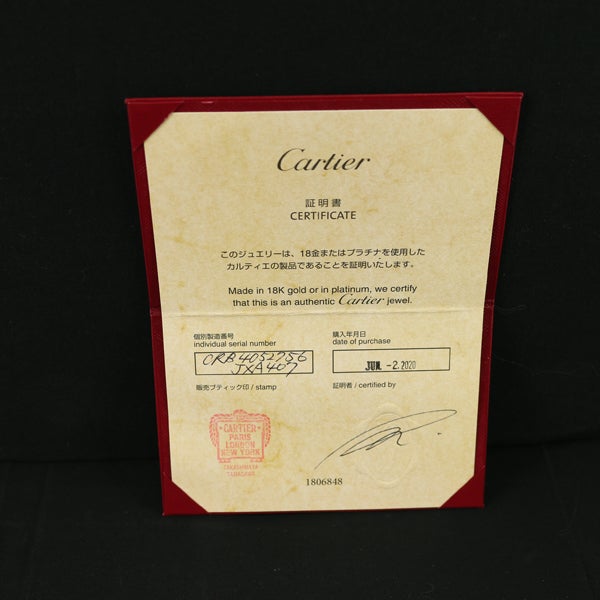 Cartier
証明書
CERTIFICATE
このジュエリーは、18金またはプラチナを使用した
カルティエの製品であることを証明いたします。
Made in 18K gold or in platinum, we certify
that this is an authentic Cartier jewel.
個別製造番号
individual serial number
CRB4052756
JXA407
購入年月日
date of purchase
JUN -2. 2020
販売ブティック印 / stamp
証明者 / certified by
CARTIER
PARIS
LONDON
NEW YORK
TAKASHIMAYA
1806848